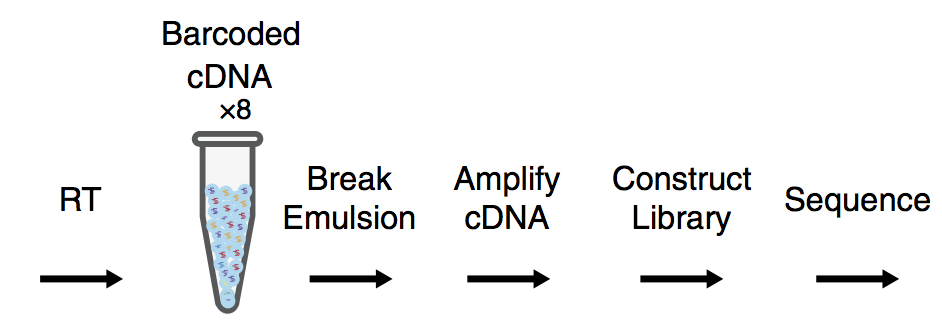 Barcoded
cDNA
×8
RT
Break
Emulsion
Amplify
cDNA
Construct
Library
Sequence